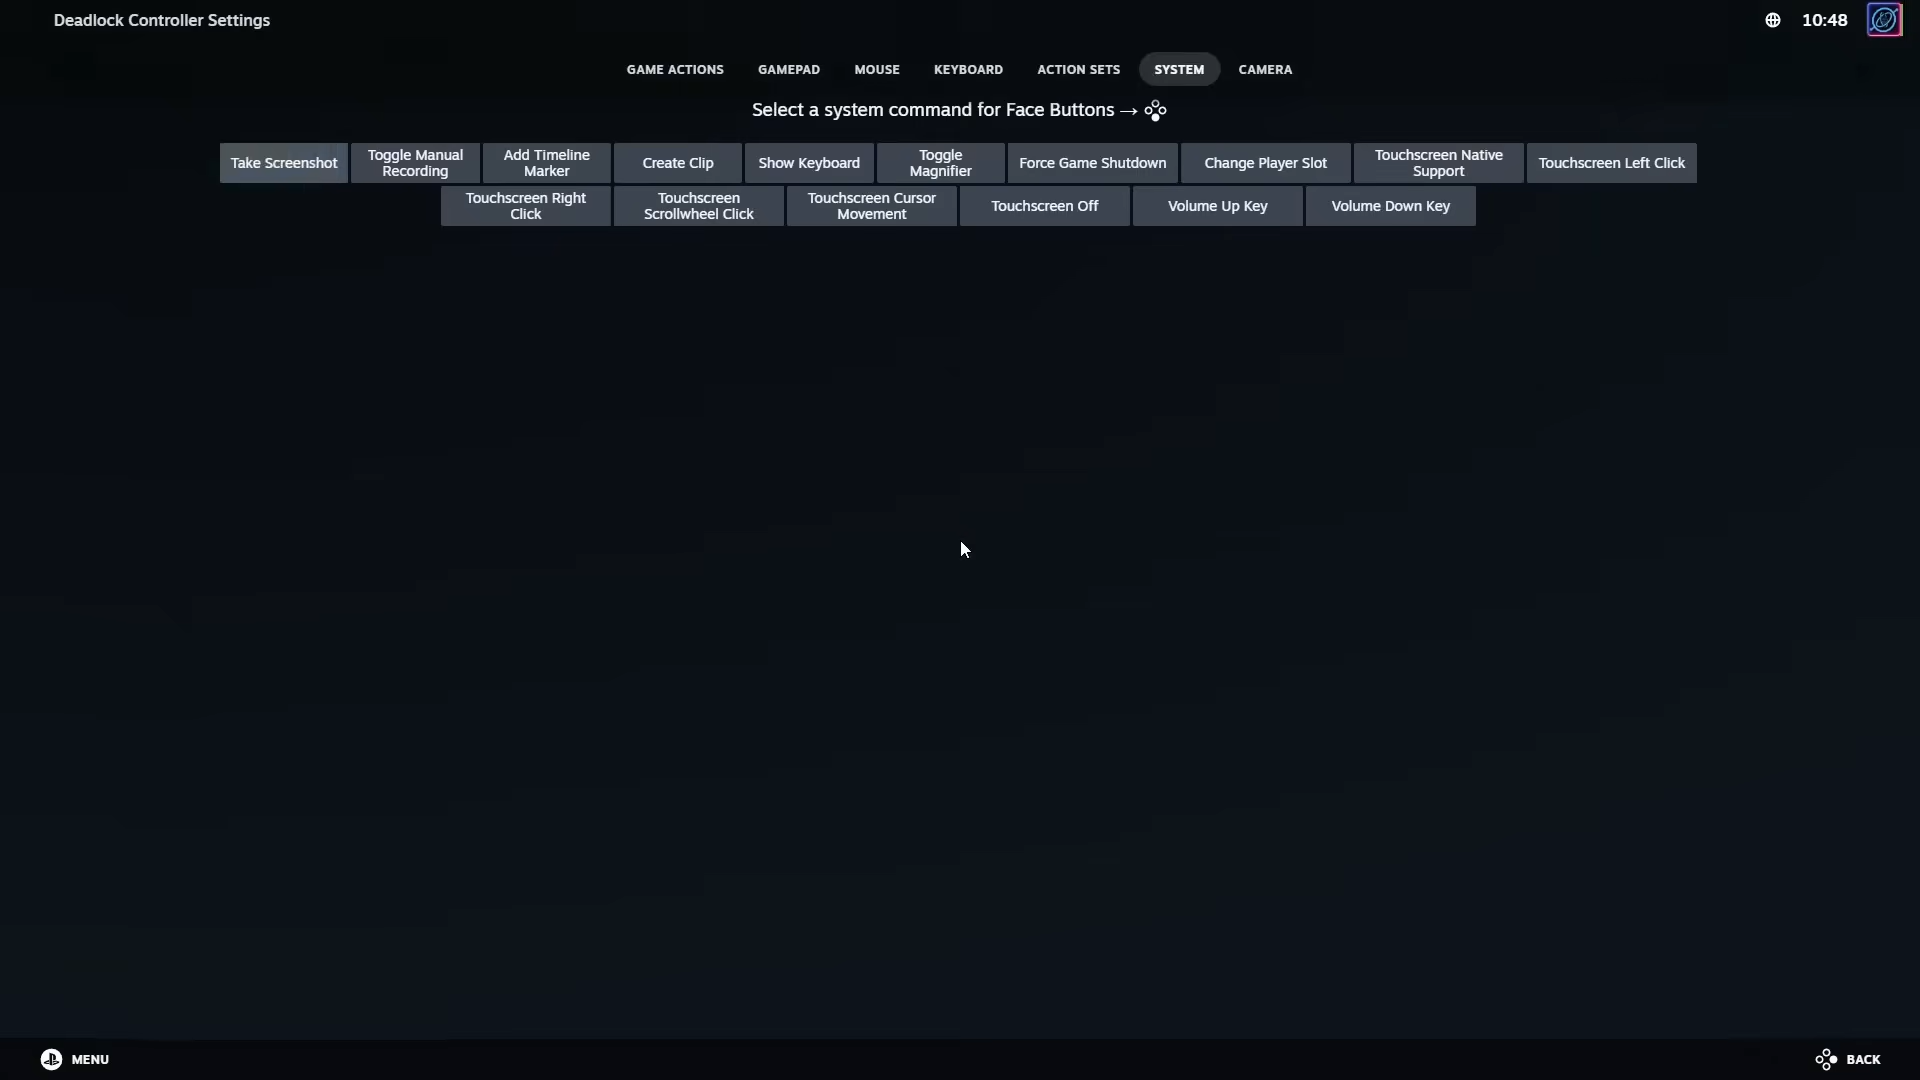 Deadlock Controller Settings
10:48
GAME ACTIONS GAMEPAD MOUSE KEYBOARD ACTION SETS SYSTEM CAMERA
Select a system command for Face Buttons →
Take Screenshot
Toggle Manual
Recording
Add Timeline
Marker
Create Clip
Show Keyboard
Toggle
Magnifier
Force Game Shutdown
Change Player Slot
Touchscreen Native
Support
Touchscreen Left Click
Touchscreen Right
Click
Touchscreen
Scrollwheel Click
Touchscreen Cursor
Movement
Touchscreen Off
Volume Up Key
Volume Down Key
MENU
BACK